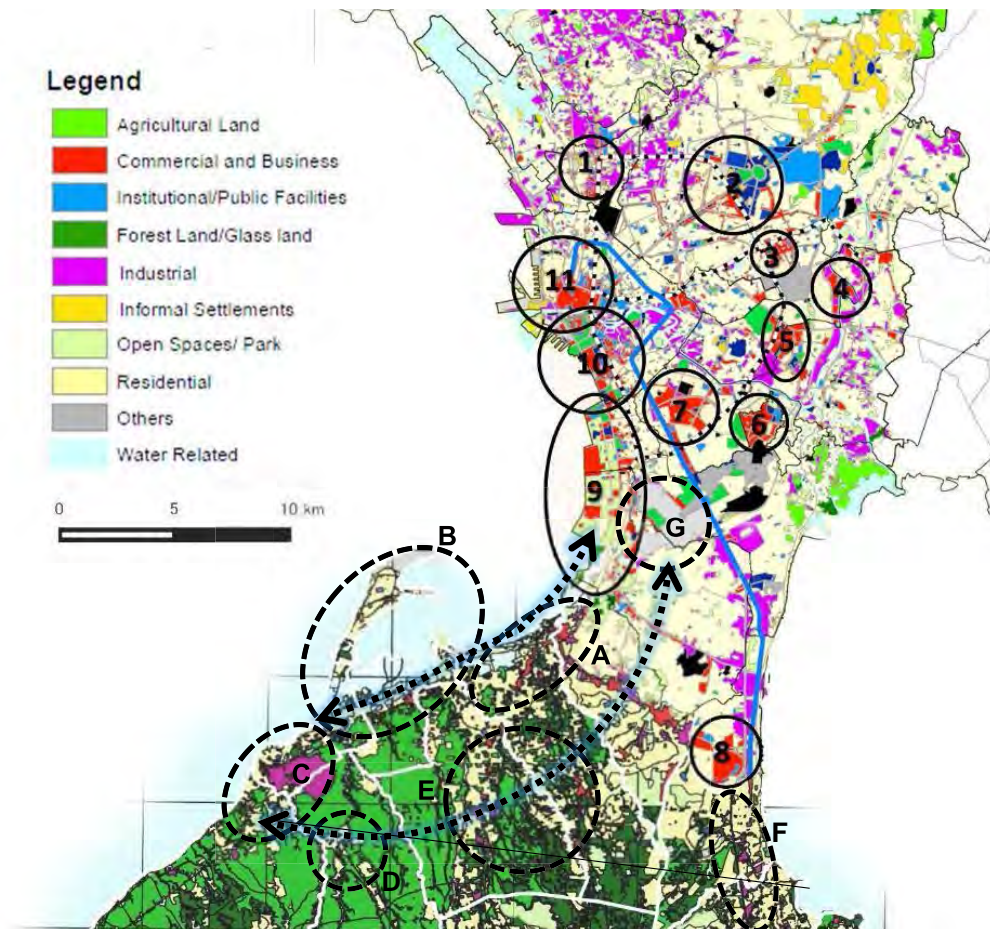 Legend
Agricultural Land
Commercial and Business
Institutional/Public Facilities
Forest Land/Glass land
Industrial
Informal Settlements
Open Spaces/ Park
Residential
Others
Water Related
0 5 10 km
1
2
3
4
11
5
10
7
6
9
G
B
A
8
C
E
F
D